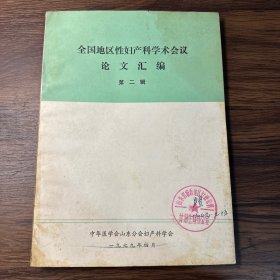 全国地区性妇产科学术会议
论文汇编
第二辑
中华医学会山东分会妇产科学会
一九七九年四月